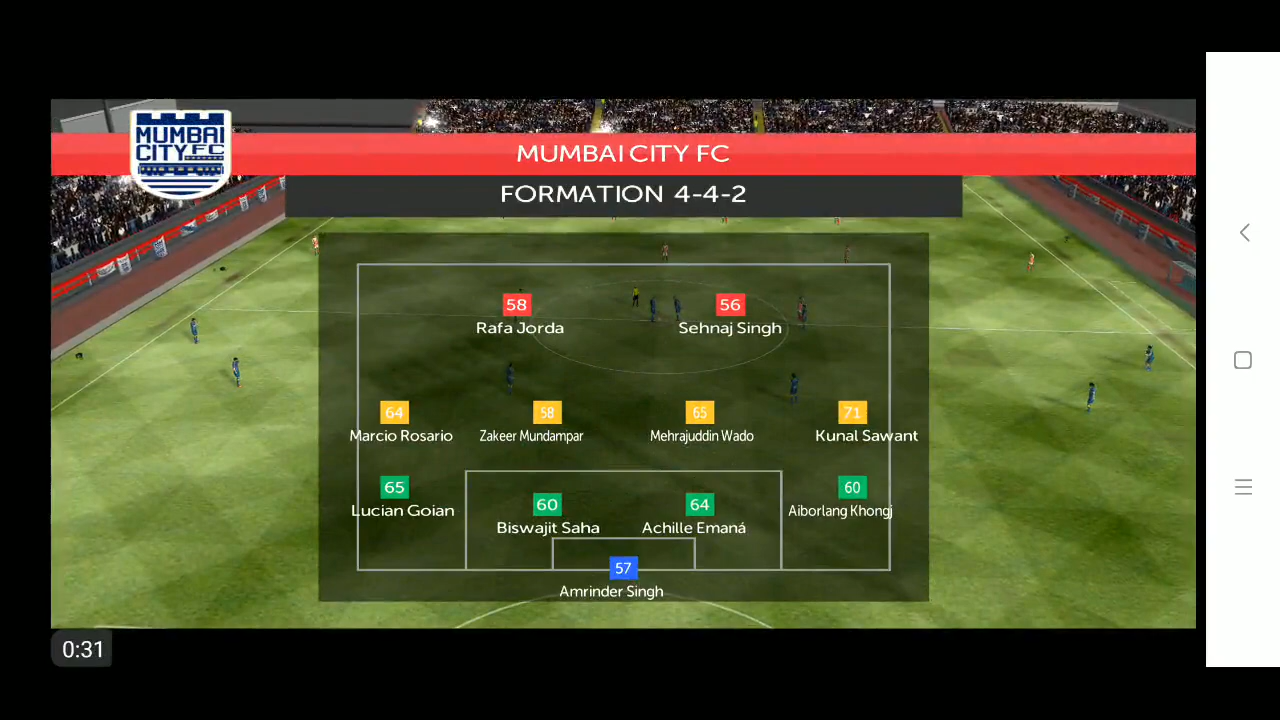 MUMBAI
CITY FC
MUMBAI CITY FC
FORMATION 4-4-2
58
56
Rafa Jorda
Sehnaj Singh
64
58
65
71
Marcio Rosario
Zakeer Mundampar
Mehrajuddin Wado
Kunal Sawant
65
60
64
60
Lucian Goian
Biswajit Saha
Achille Emaná
Aiborlang Khongj
57
Amrinder Singh
0:31